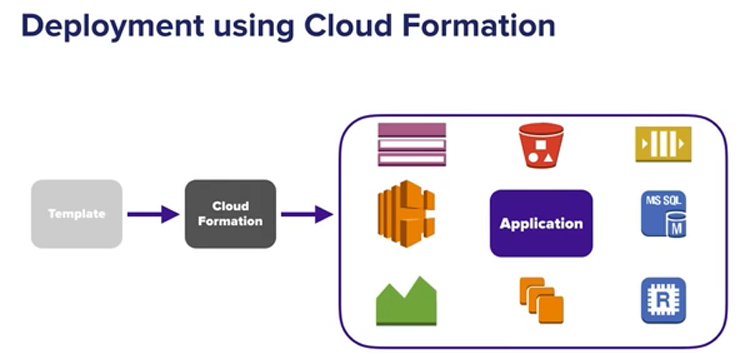 Deployment using Cloud Formation
Template
Cloud
Formation
Application
MS SQL
M
R